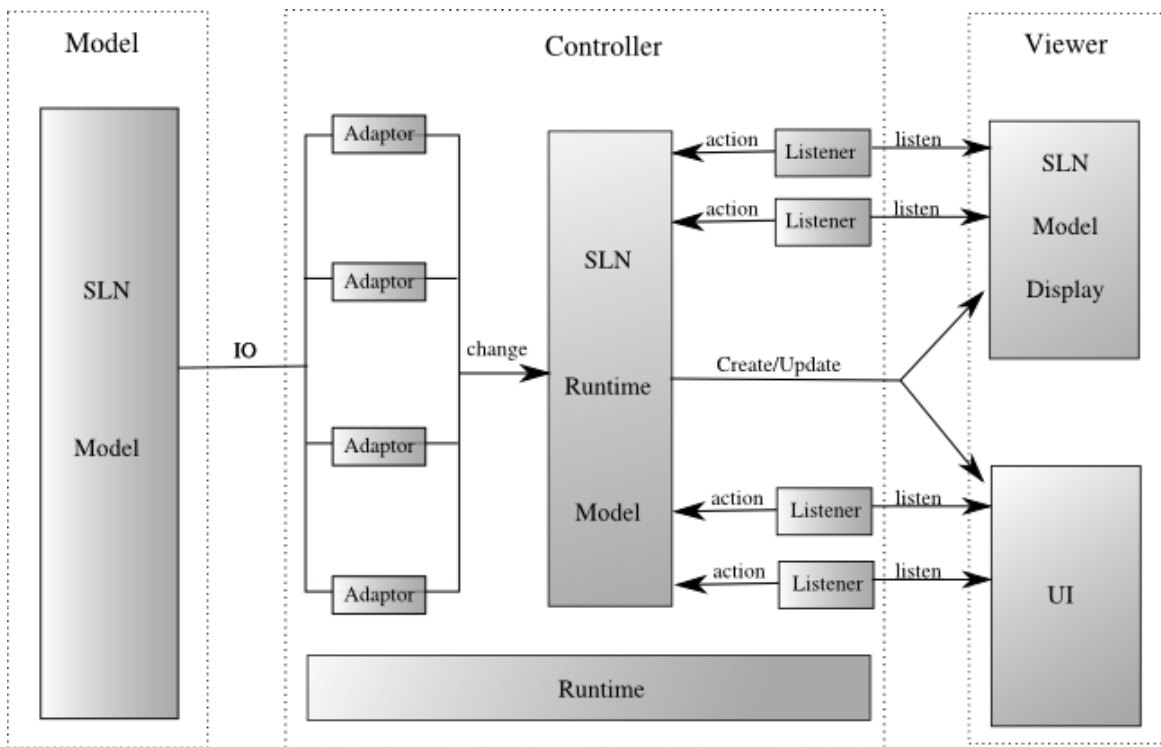 Model
Controller
Viewer
SLN
Model
IO
Adaptor
Adaptor
Adaptor
Adaptor
change
SLN
Runtime
Model
action
Listener
listen
action
Listener
listen
Create/Update
action
Listener
listen
action
Listener
listen
SLN
Model
Display
UI
Runtime